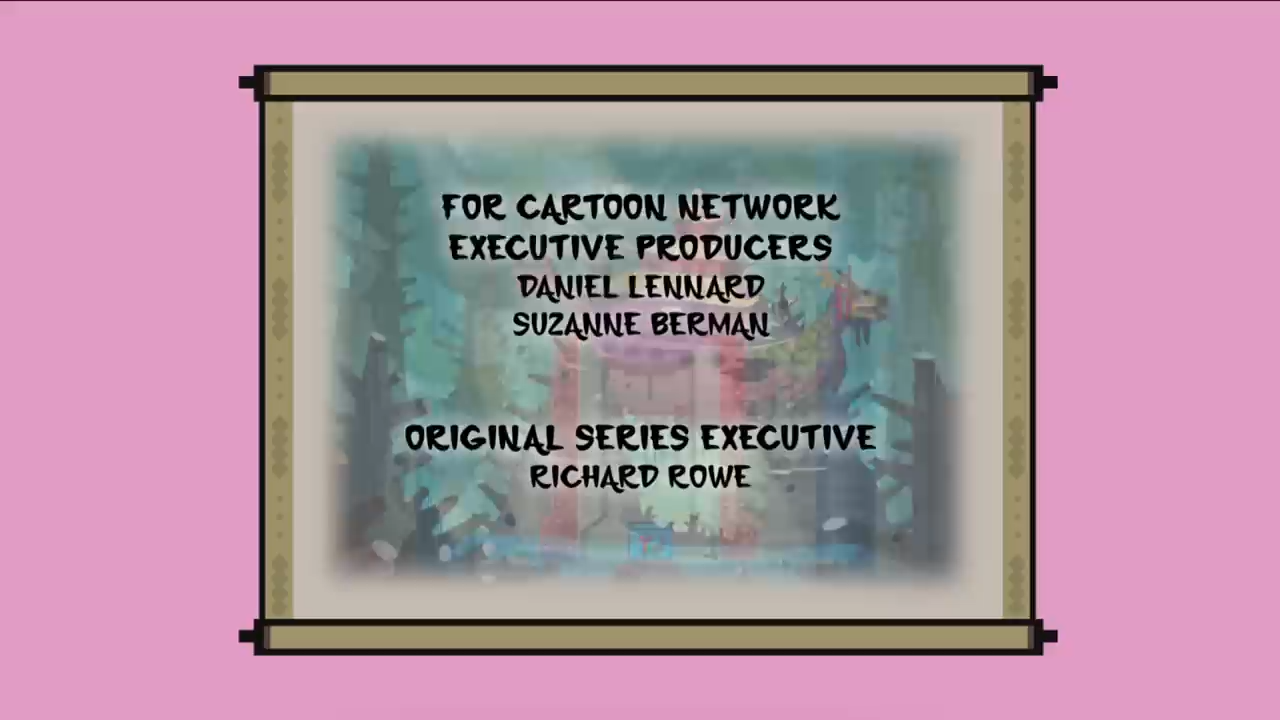 FOR CARTOON NETWORK
EXECUTIVE PRODUCERS
DANIEL LENNARD
SUZANNE BERMAN
ORIGINAL SERIES EXECUTIVE
RICHARD ROWE